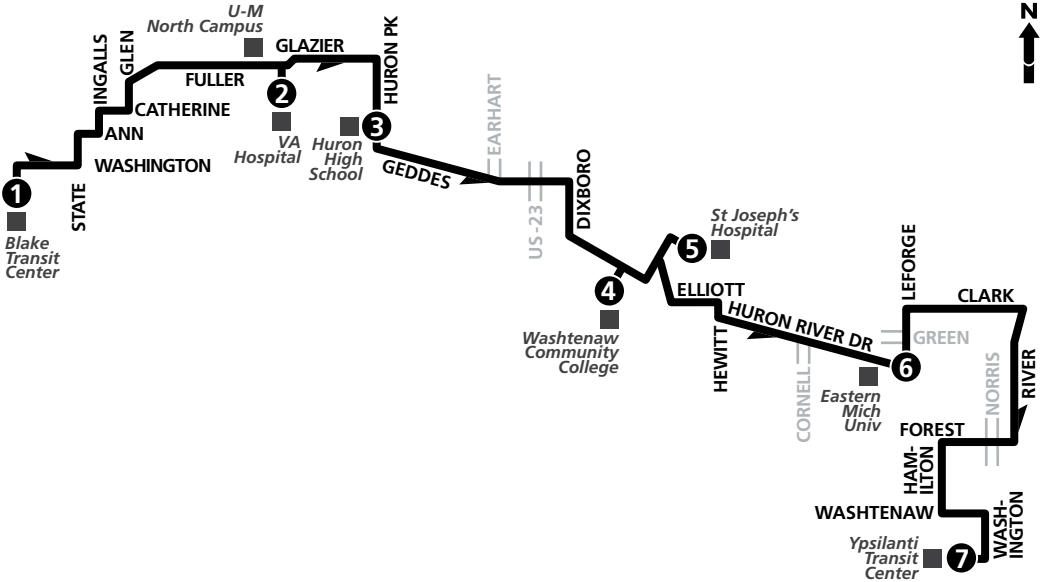 U-M
North Campus
N
GLAZIER
HURON PK
GLEN
INGALLS
FULLER
2
CATHERINE
VA
Hospital
3
Huron
High
School
ANN
WASHINGTON
STATE
1
Blake
Transit
Center
GEDDES
EARHART
US-23
DIXBORO
St Joseph's
Hospital
5
4
Washtenaw
Community
College
ELLIOTT
HEWITT
HURON RIVER DR
CORNELL
LEFORGE
CLARK
GREEN
6
Eastern
Mich
Univ
NORRIS
RIVER
FOREST
HAM-
ILTON
WASHTENAW
WASH-
INGTON
Ypsilanti
Transit
Center
7